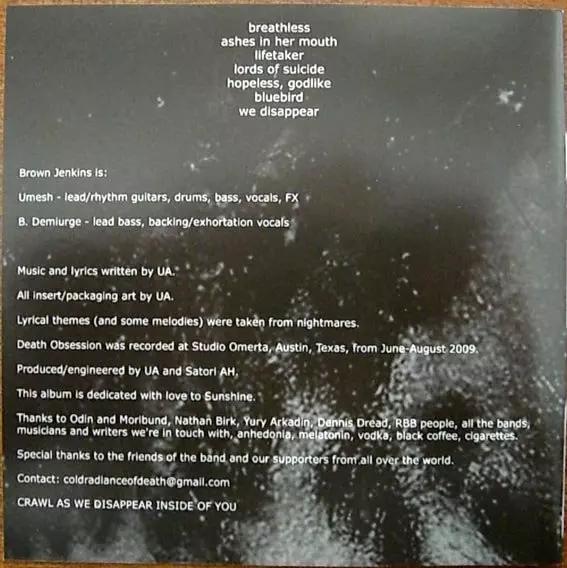 breathless
ashes in her mouth
lifetaker
lords of suicide
hopeless, godlike
bluebird
we disappear
Brown Jenkins is:
Umesh - lead/rhythm guitars, drums, bass, vocals, FX
B. Demiurge - lead bass, backing/exhortation vocals
Music and lyrics written by UA.
All insert/packaging art by UA.
Lyrical themes (and some melodies) were taken from nightmares.
Death Obsession was recorded at Studio Omerta, Austin, Texas, from June-August 2009.
Produced/engineered by UA and Satori AH.
This album is dedicated with love to Sunshine.
Thanks to Odin and Moribund, Nathan Birk, Yury Arkadin, Dennis Dread, RBB people, all the bands,
musicians and writers we're in touch with, anhedonia, melatonin, vodka, black coffee, cigarettes.
Special thanks to the friends of the band and our supporters from all over the world.
Contact: coldradianceofdeath@gmail.com
CRAWL AS WE DISAPPEAR INSIDE OF YOU